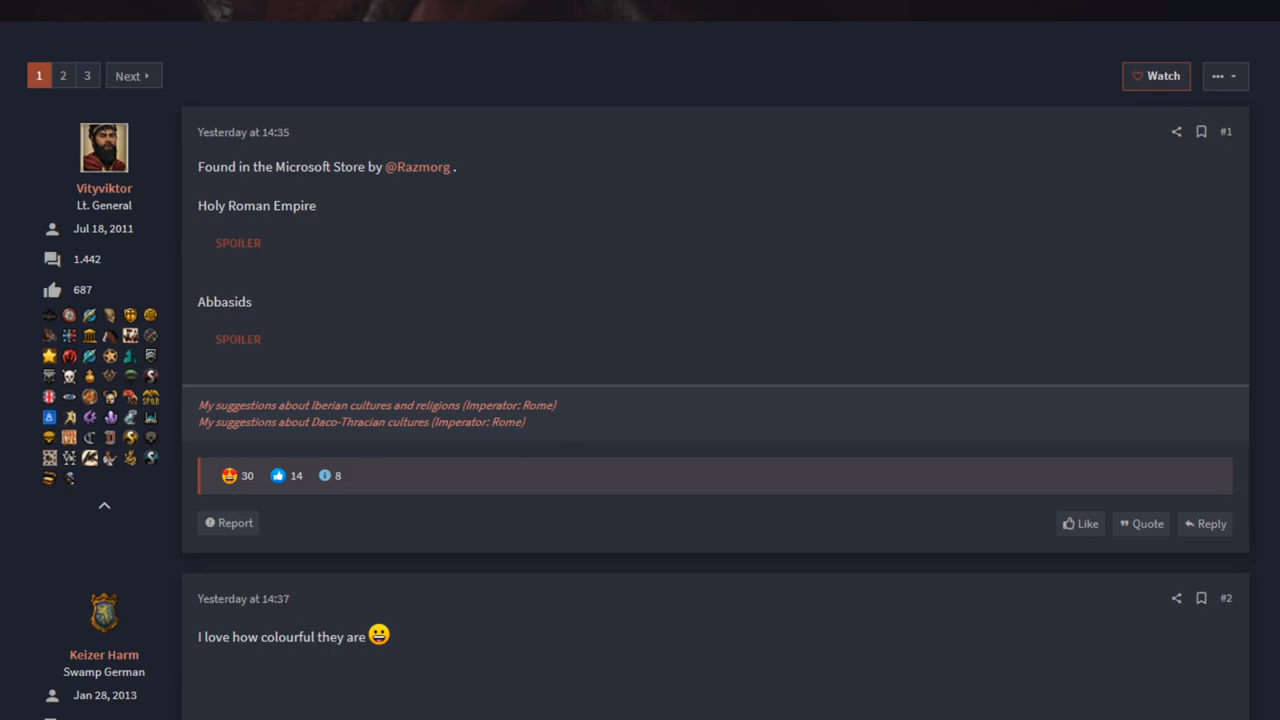 1 2 3 Next
Watch
Vityviktor
Lt. General
Jul 18, 2011
1.442
687
Yesterday at 14:35
#1
Found in the Microsoft Store by @Razmorg .
Holy Roman Empire
SPOILER
Abbasids
SPOILER
My suggestions about Iberian cultures and religions (Imperator: Rome)
My suggestions about Daco-Thracian cultures (Imperator: Rome)
30 14 8
Report
Like Quote Reply
Keizer Harm
Swamp German
Jan 28, 2013
Yesterday at 14:37
#2
I love how colourful they are